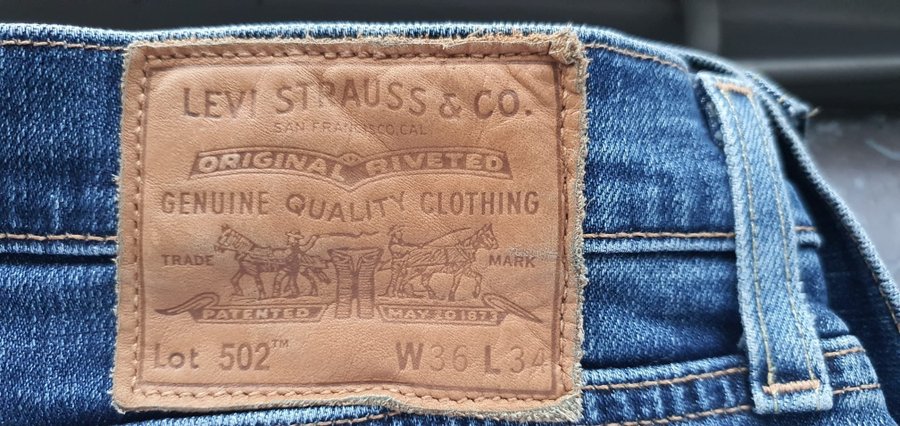 LEVI STRAUSS & CO.
SAN FRANCISCO, CAL
ORIGINAL RIVETED
GENUINE QUALITY CLOTHING
TRADE MARK
PATENTED MAY 20 1873
Lot 502™ W36 L34